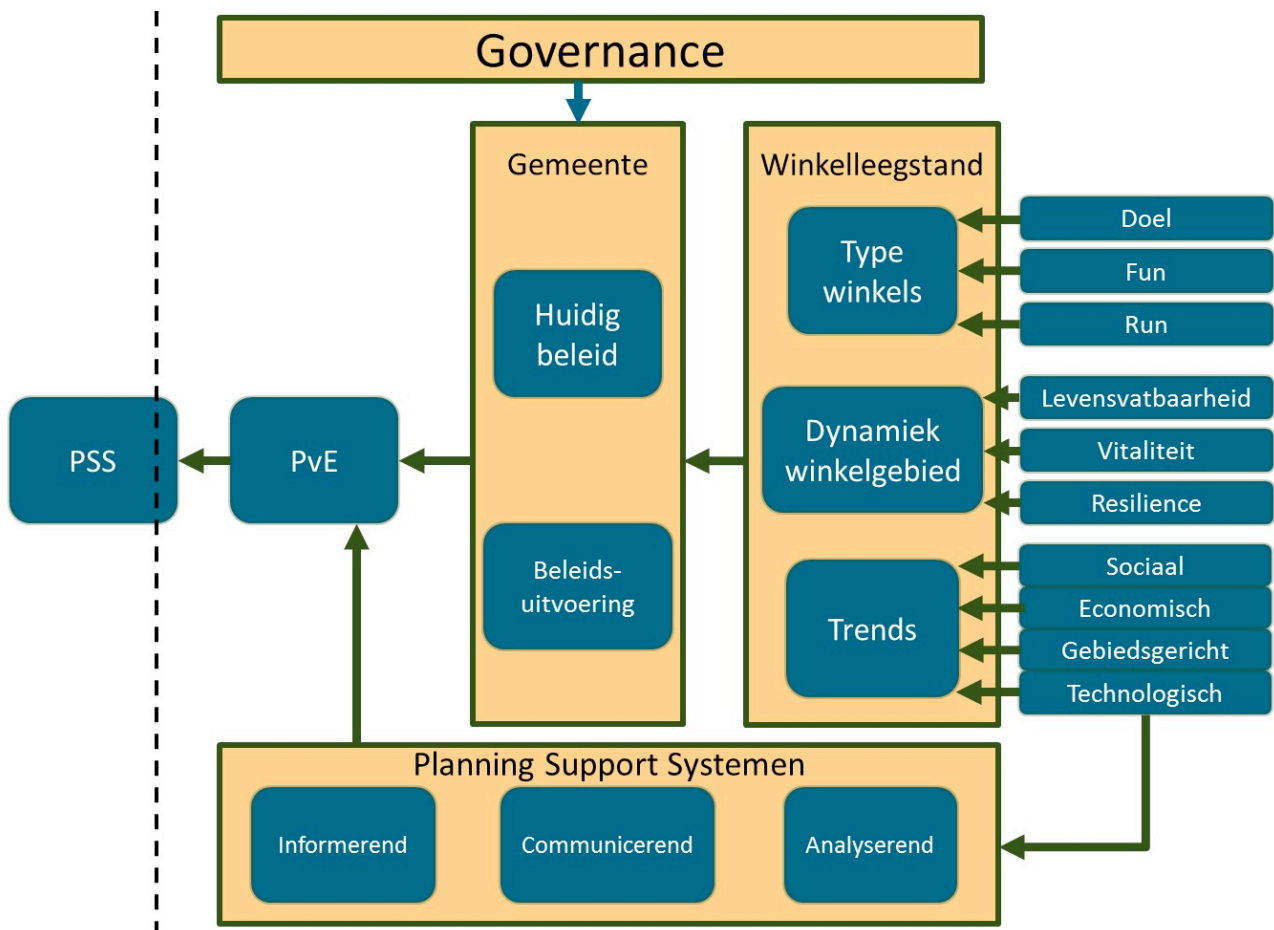 Governance
Gemeente
Huidig
beleid
Beleids-
uitvoering
Winkelleegstand
Type
winkels
Dynamiek
winkelgebied
Trends
Doel
Fun
Run
Levensvatbaarheid
Vitaliteit
Resilience
Sociaal
Economisch
Gebiedsgericht
Technologisch
PSS
PvE
Planning Support Systemen
Informerend
Communicerend
Analyserend